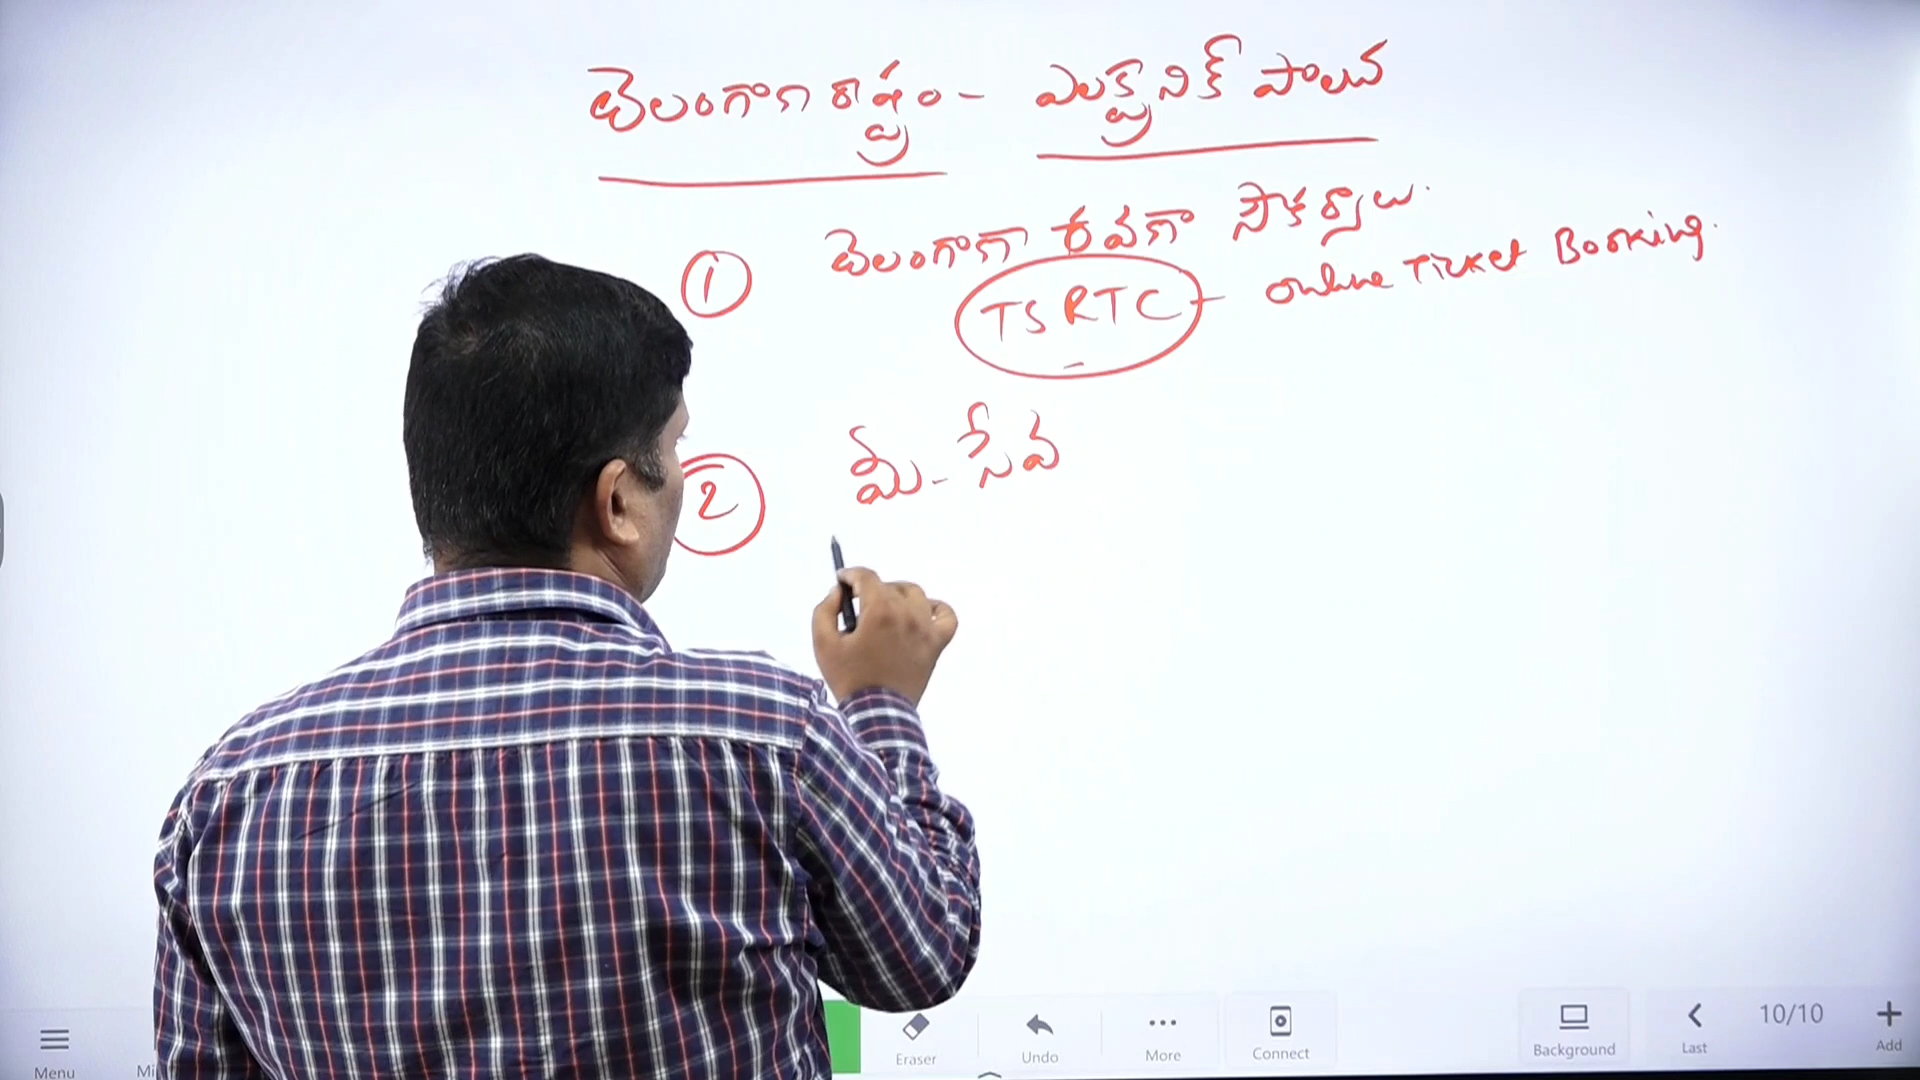 తెలంగాణ రాష్ట్రం - ఎలక్ట్రానిక్ పాలన
① తెలంగాణ రవాణా సౌకర్యాలు.
TSRTC - Online Ticket Booking.
② మీ-సేవ
Menu
Eraser
Undo
More
Connect
Background
Last
10/10
Add